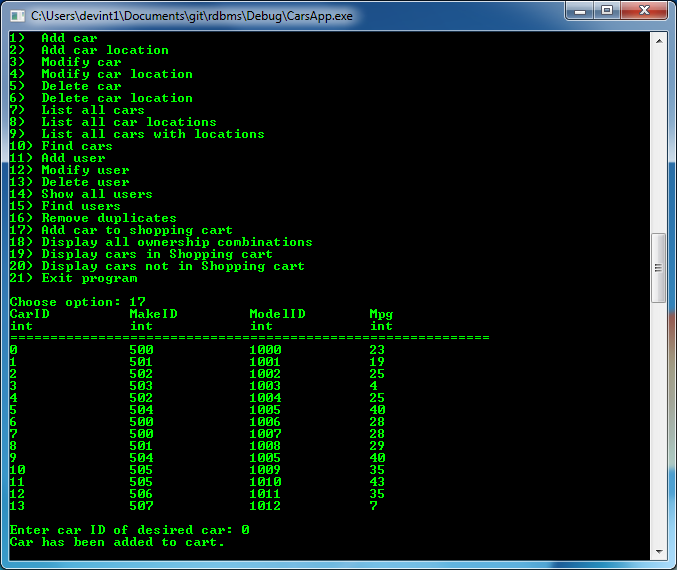 C:\Users\devint1\Documents\git\rdbms\Debug\CarsApp.exe
1)  Add car
2)  Add car location
3)  Modify car
4)  Modify car location
5)  Delete car
6)  Delete car location
7)  List all cars
8)  List all car locations
9)  List all cars with locations
10) Find cars
11) Add user
12) Modify user
13) Delete user
14) Show all users
15) Find users
16) Remove duplicates
17) Add car to shopping cart
18) Display all ownership combinations
19) Display cars in Shopping cart
20) Display cars not in Shopping cart
21) Exit program
Choose option: 17
CarID          MakeID         ModelID        Mpg
int            int            int            int
============================================================
0              500            1000           23
1              501            1001           19
2              502            1002           25
3              503            1003           4
4              502            1004           25
5              504            1005           40
6              500            1006           28
7              500            1007           28
8              501            1008           29
9              504            1005           40
10             505            1009           35
11             505            1010           43
12             506            1011           35
13             507            1012           7
Enter car ID of desired car: 0
Car has been added to cart.